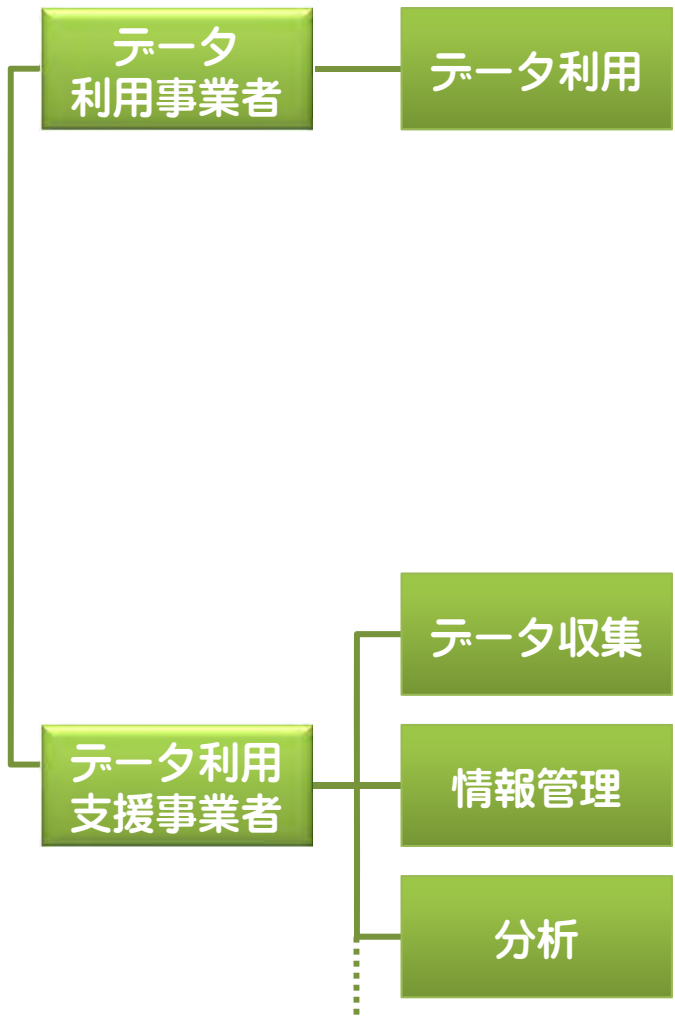 データ
利用事業者
データ利用
データ収集
データ利用
支援事業者
情報管理
分析